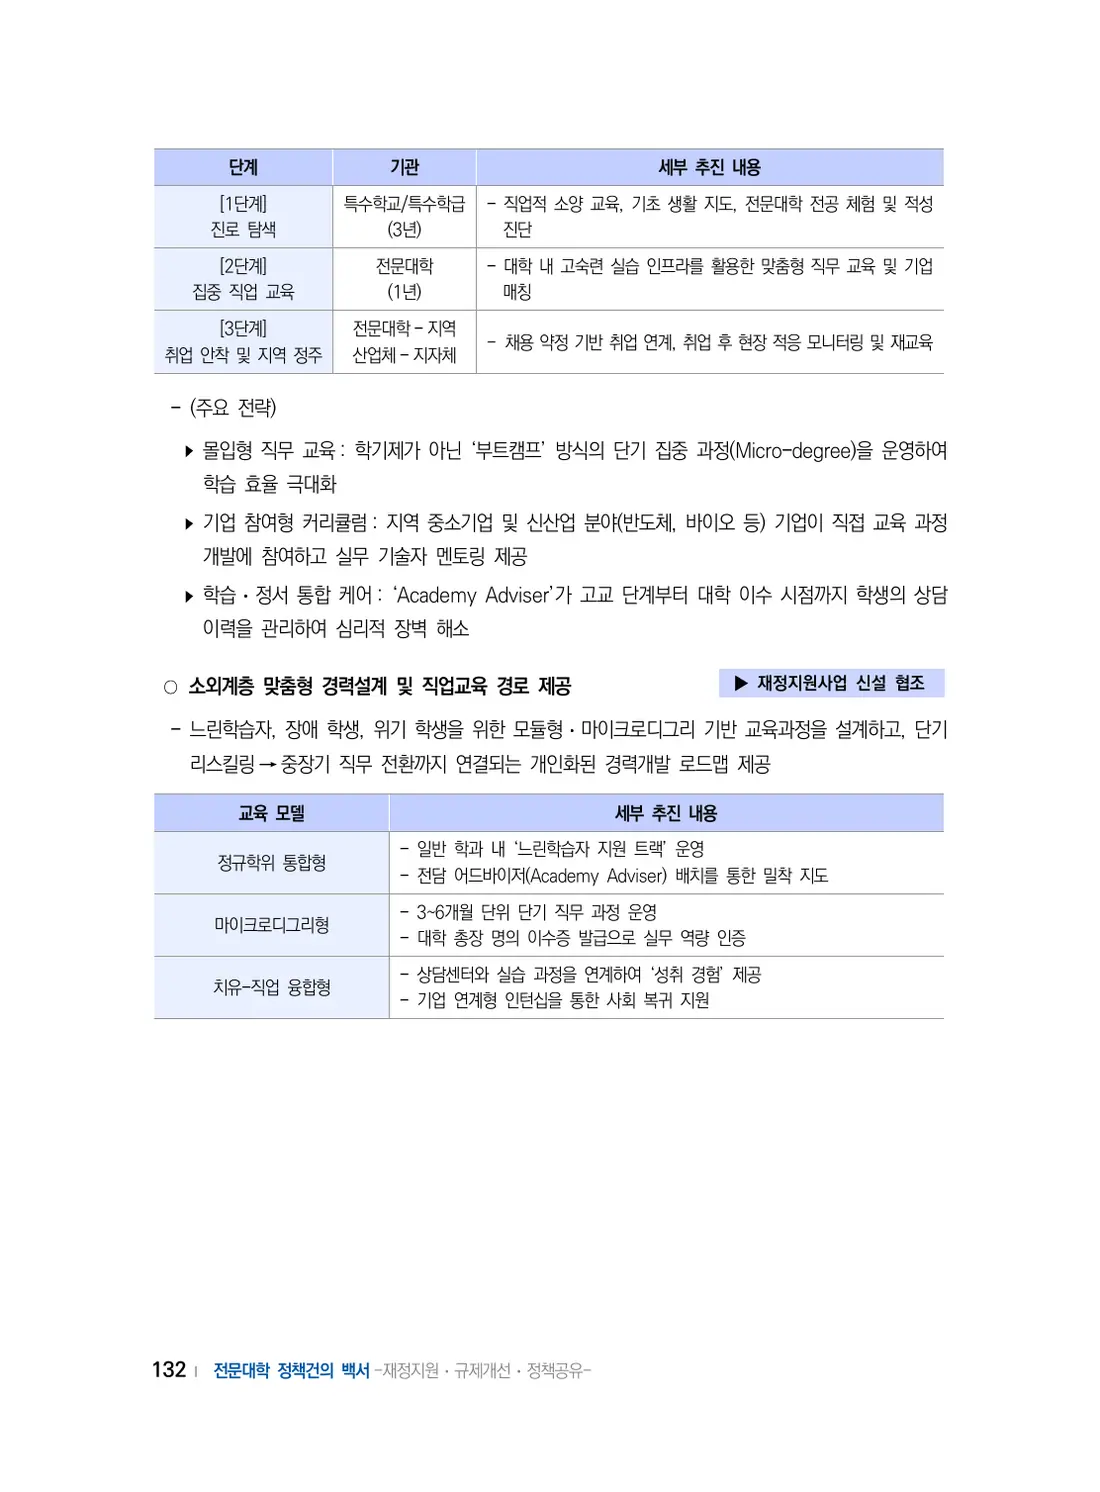 단계 기관 세부 추진 내용
[1단계] 특수학교/특수학급 - 직업적 소양 교육, 기초 생활 지도, 전문대학 전공 체험 및 적성
진로 탐색 (3년) 진단
[2단계] 전문대학 - 대학 내 고숙련 실습 인프라를 활용한 맞춤형 직무 교육 및 기업
집중 직업 교육 (1년) 매칭
[3단계] 전문대학 - 지역
취업 안착 및 지역 정주 산업체 - 지자체 - 채용 약정 기반 취업 연계, 취업 후 현장 적응 모니터링 및 재교육
- (주요 전략)
▶ 몰입형 직무 교육 : 학기제가 아닌 ‘부트캠프’ 방식의 단기 집중 과정(Micro-degree)을 운영하여
학습 효율 극대화
▶ 기업 참여형 커리큘럼 : 지역 중소기업 및 신산업 분야(반도체, 바이오 등) 기업이 직접 교육 과정
개발에 참여하고 실무 기술자 멘토링 제공
▶ 학습・정서 통합 케어 : ‘Academy Adviser’가 고교 단계부터 대학 이수 시점까지 학생의 상담
이력을 관리하여 심리적 장벽 해소
○ 소외계층 맞춤형 경력설계 및 직업교육 경로 제공 ▶ 재정지원사업 신설 협조
- 느린학습자, 장애 학생, 위기 학생을 위한 모듈형・마이크로디그리 기반 교육과정을 설계하고, 단기
리스킬링 → 중장기 직무 전환까지 연결되는 개인화된 경력개발 로드맵 제공
교육 모델 세부 추진 내용
정규학위 통합형 - 일반 학과 내 ‘느린학습자 지원 트랙’ 운영
- 전담 어드바이저(Academy Adviser) 배치를 통한 밀착 지도
마이크로디그리형 - 3~6개월 단위 단기 직무 과정 운영
- 대학 총장 명의 이수증 발급으로 실무 역량 인증
치유-직업 융합형 - 상담센터와 실습 과정을 연계하여 ‘성취 경험’ 제공
- 기업 연계형 인턴십을 통한 사회 복귀 지원
132 | 전문대학 정책건의 백서 -재정지원・규제개선・정책공유-